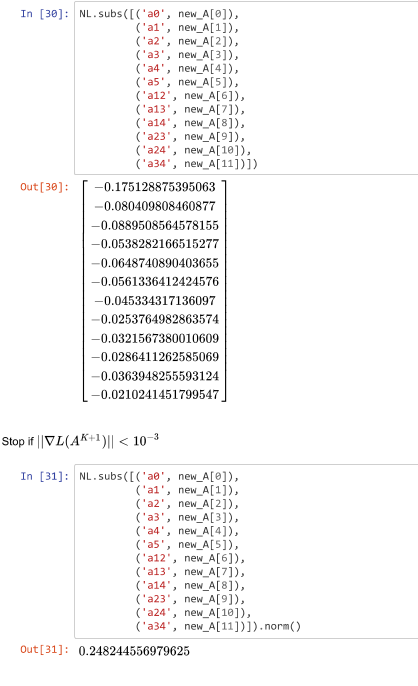 In [30]: NL.subs([('a0', new_A[0]),
('a1', new_A[1]),
('a2', new_A[2]),
('a3', new_A[3]),
('a4', new_A[4]),
('a5', new_A[5]),
('a12', new_A[6]),
('a13', new_A[7]),
('a14', new_A[8]),
('a23', new_A[9]),
('a24', new_A[10]),
('a34', new_A[11])])
Out[30]: −0.175128875395063
−0.080409808460877
−0.0889508564578155
−0.0538282166515277
−0.0648740890403655
−0.0561336412424576
−0.045334317136097
−0.0253764982863574
−0.0321567380010609
−0.0286411262585069
−0.0363948255593124
−0.0210241451799547
Stop if ||∇L(A^{K+1})|| < 10^{−3}
In [31]: NL.subs([('a0', new_A[0]),
('a1', new_A[1]),
('a2', new_A[2]),
('a3', new_A[3]),
('a4', new_A[4]),
('a5', new_A[5]),
('a12', new_A[6]),
('a13', new_A[7]),
('a14', new_A[8]),
('a23', new_A[9]),
('a24', new_A[10]),
('a34', new_A[11])]).norm()
Out[31]: 0.248244556979625